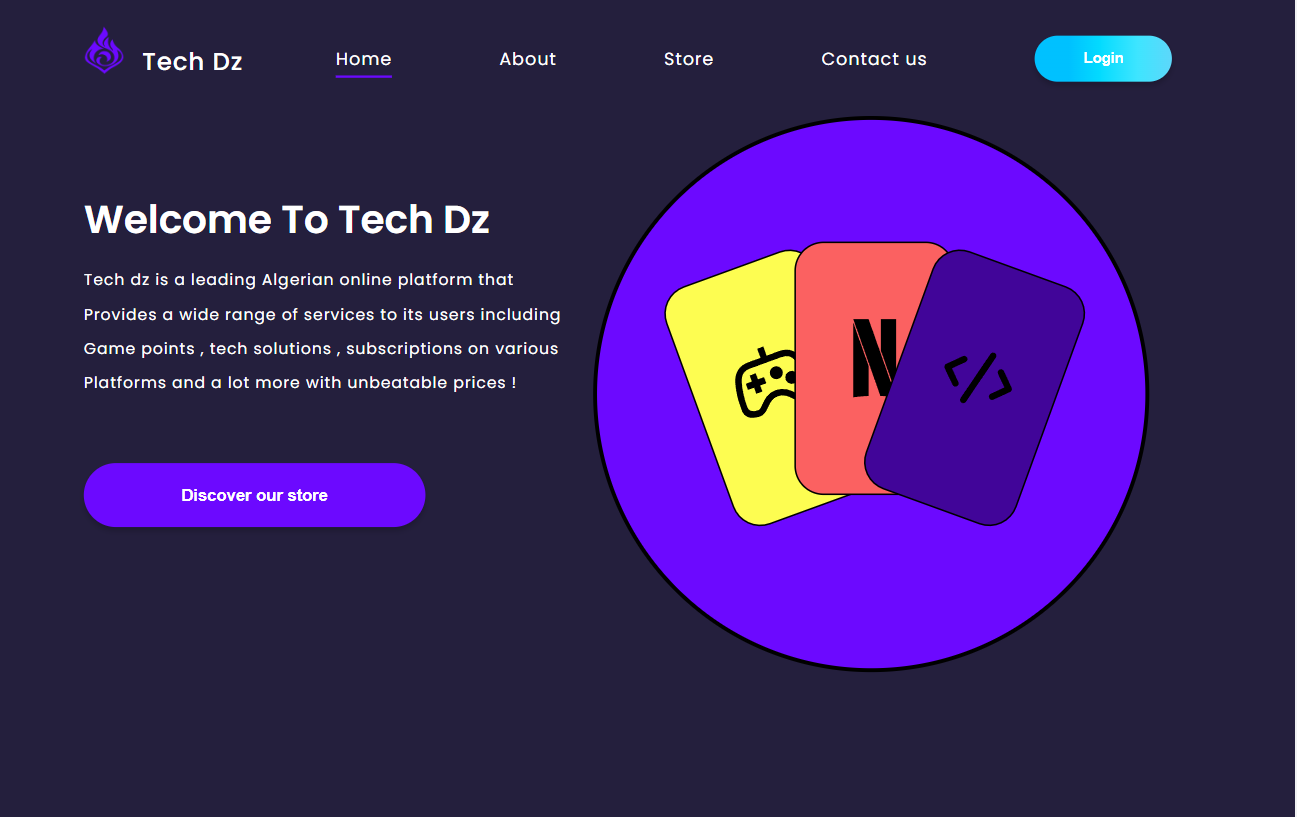 Tech Dz
Home
About
Store
Contact us
Login
Welcome To Tech Dz
Tech dz is a leading Algerian online platform that
Provides a wide range of services to its users including
Game points , tech solutions , subscriptions on various
Platforms and a lot more with unbeatable prices !
Discover our store
N